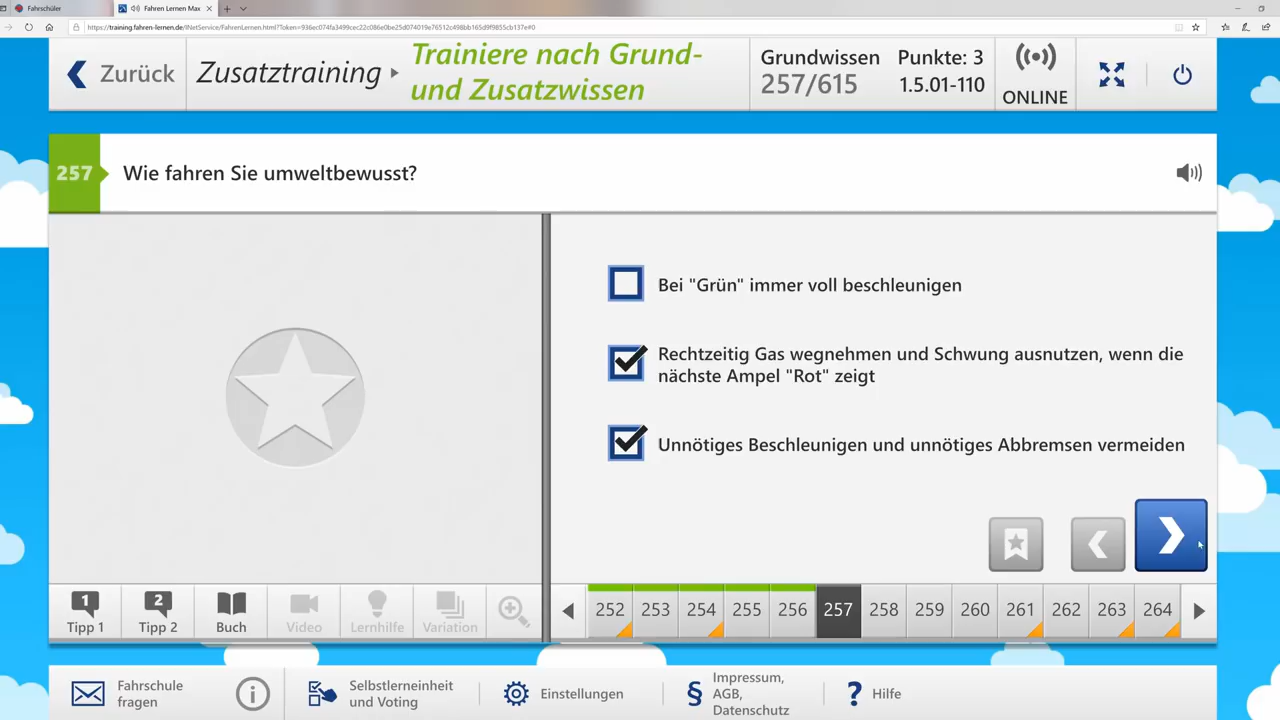 Fahrschüler
Fahren Lernen Max
Zurück
Zusatztraining
Trainiere nach Grund-
und Zusatzwissen
Grundwissen
257/615
Punkte: 3
1.5.01-110
ONLINE
257
Wie fahren Sie umweltbewusst?
Bei "Grün" immer voll beschleunigen
Rechtzeitig Gas wegnehmen und Schwung ausnutzen, wenn die
nächste Ampel "Rot" zeigt
Unnötiges Beschleunigen und unnötiges Abbremsen vermeiden
1
Tipp 1
2
Tipp 2
Buch
Video
Lernhilfe
Variation
252 253 254 255 256 257 258 259 260 261 262 263 264
Fahrschule
fragen
Selbstlerneinheit
und Voting
Einstellungen
§
Impressum,
AGB,
Datenschutz
?
Hilfe